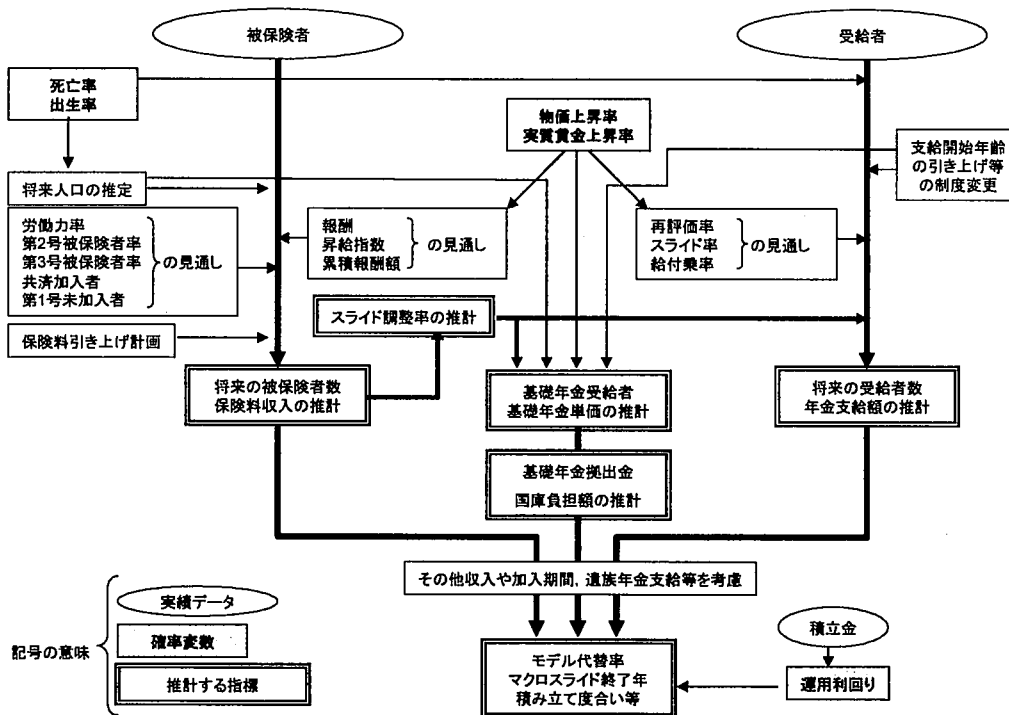 被保険者
受給者
死亡率
出生率
物価上昇率
実質賃金上昇率
支給開始年齢
の引き上げ等
の制度変更
将来人口の推定
労働力率
第2号被保険者率
第3号被保険者率
共済加入者
第1号未加入者
の見通し
報酬
昇給指数
累積報酬額
の見通し
再評価率
スライド率
給付乗率
の見通し
スライド調整率の推計
保険料引き上げ計画
将来の被保険者数
保険料収入の推計
基礎年金受給者
基礎年金単価の推計
将来の受給者数
年金支給額の推計
基礎年金拠出金
国庫負担額の推計
その他収入や加入期間,遺族年金支給等を考慮
記号の意味
実績データ
確率変数
推計する指標
モデル代替率
マクロスライド終了年
積み立て度合い等
積立金
運用利回り